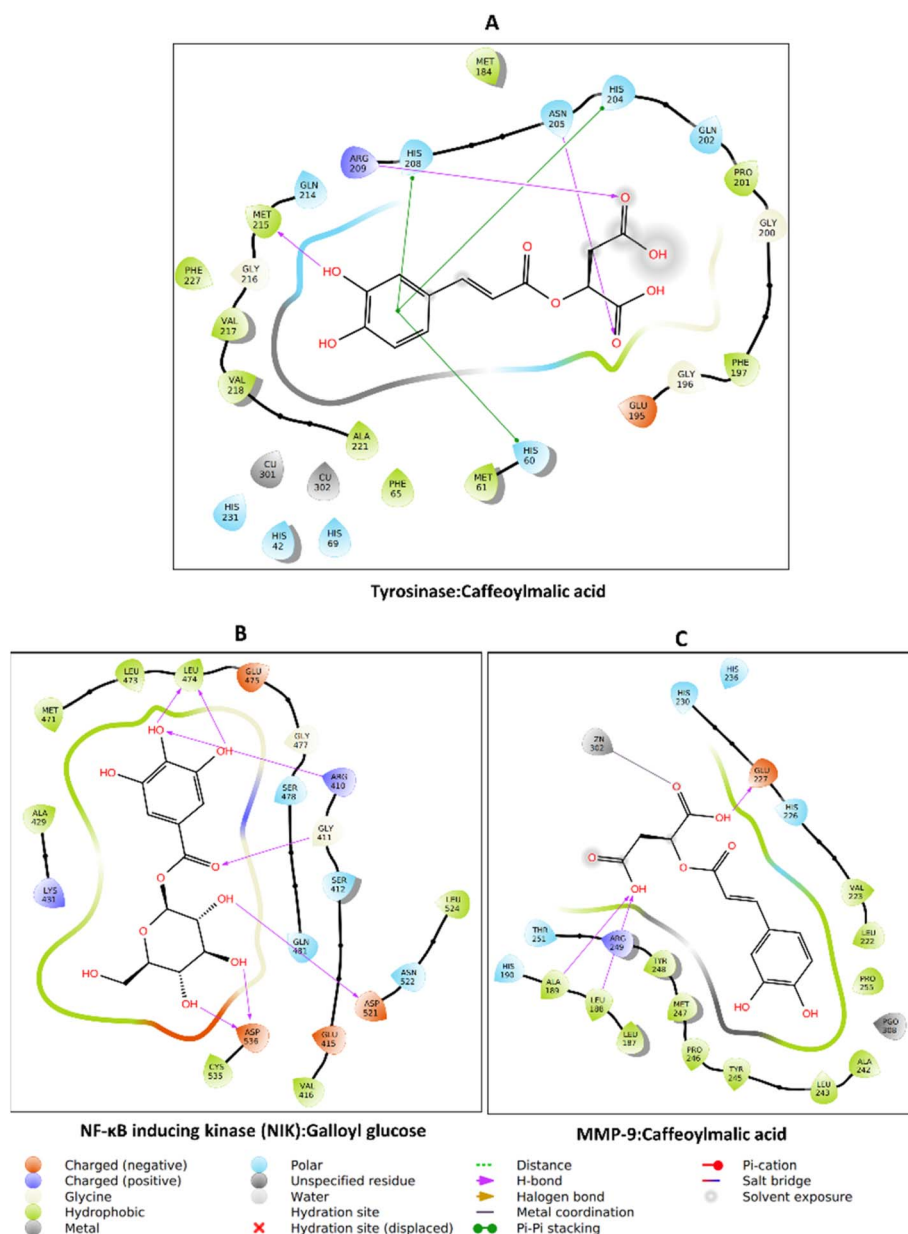 A
MET
184
HIS
204
ASN
205
GLN
202
ARG
209
HIS
208
PRO
201
GLN
214
MET
215
GLY
200
GLY
216
PHE
227
VAL
217
VAL
218
ALA
221
PHE
197
GLY
196
GLU
195
HIS
60
MET
61
PHE
65
CU
301
CU
302
HIS
231
HIS
42
HIS
69
HO
HO
O
O
O
OH
OH
O
Tyrosinase:Caffeoylmalic acid
B
LEU
473
LEU
474
GLU
475
MET
471
GLY
477
SER
478
ARG
410
GLY
411
SER
412
ALA
429
LYS
431
LEU
524
ASN
522
ASP
521
GLN
481
GLU
415
VAL
416
ASP
536
CYS
535
HO
HO
OH
O
O
O
HO
OH
HO
OH
NF-κB inducing kinase (NIK):Galloyl glucose
C
HIS
236
HIS
230
ZN
302
GLU
227
HIS
226
VAL
223
LEU
222
PRO
255
PGO
308
ALA
242
LEU
243
TYR
245
PRO
246
MET
247
TYR
248
ARG
249
THR
251
HIS
190
ALA
189
LEU
188
LEU
187
O
OH
O
OH
O
O
HO
OH
MMP-9:Caffeoylmalic acid
Charged (negative)
Charged (positive)
Glycine
Hydrophobic
Metal
Polar
Unspecified residue
Water
Hydration site
Hydration site (displaced)
Distance
H-bond
Halogen bond
Metal coordination
Pi-Pi stacking
Pi-cation
Salt bridge
Solvent exposure